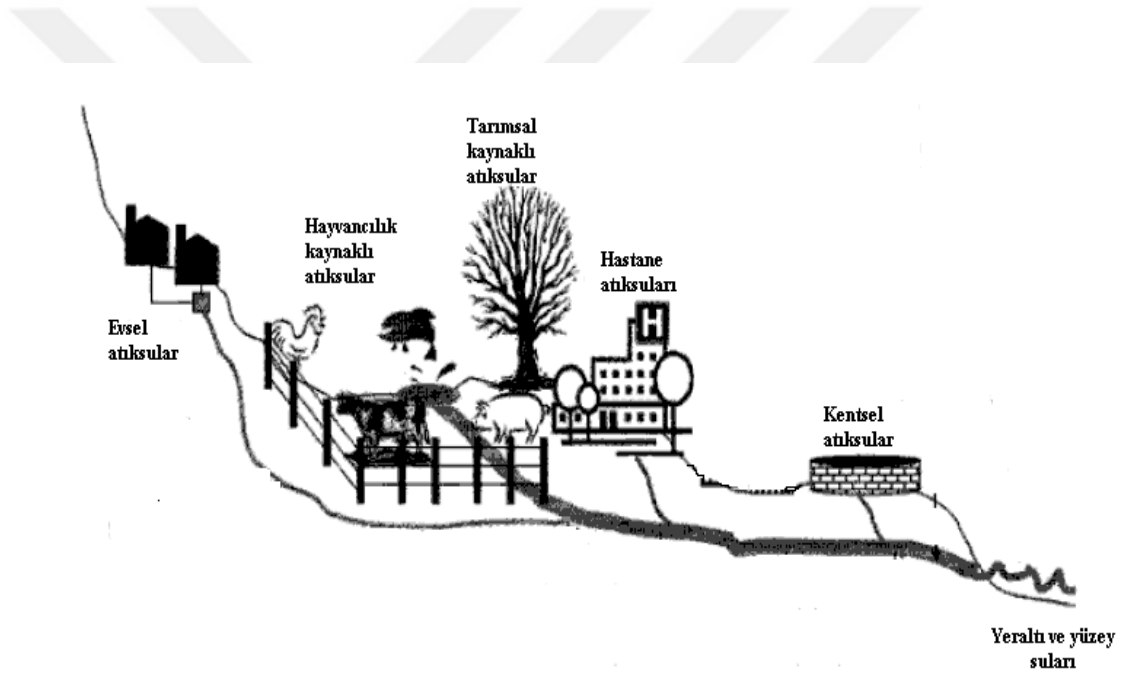 Tarımsal
kaynaklı
atıksular
Hayvancılık
kaynaklı
atıksular
Hastane
atıksuları
H
Evsel
atıksular
Kentsel
atıksular
Yeraltı ve yüzey
suları